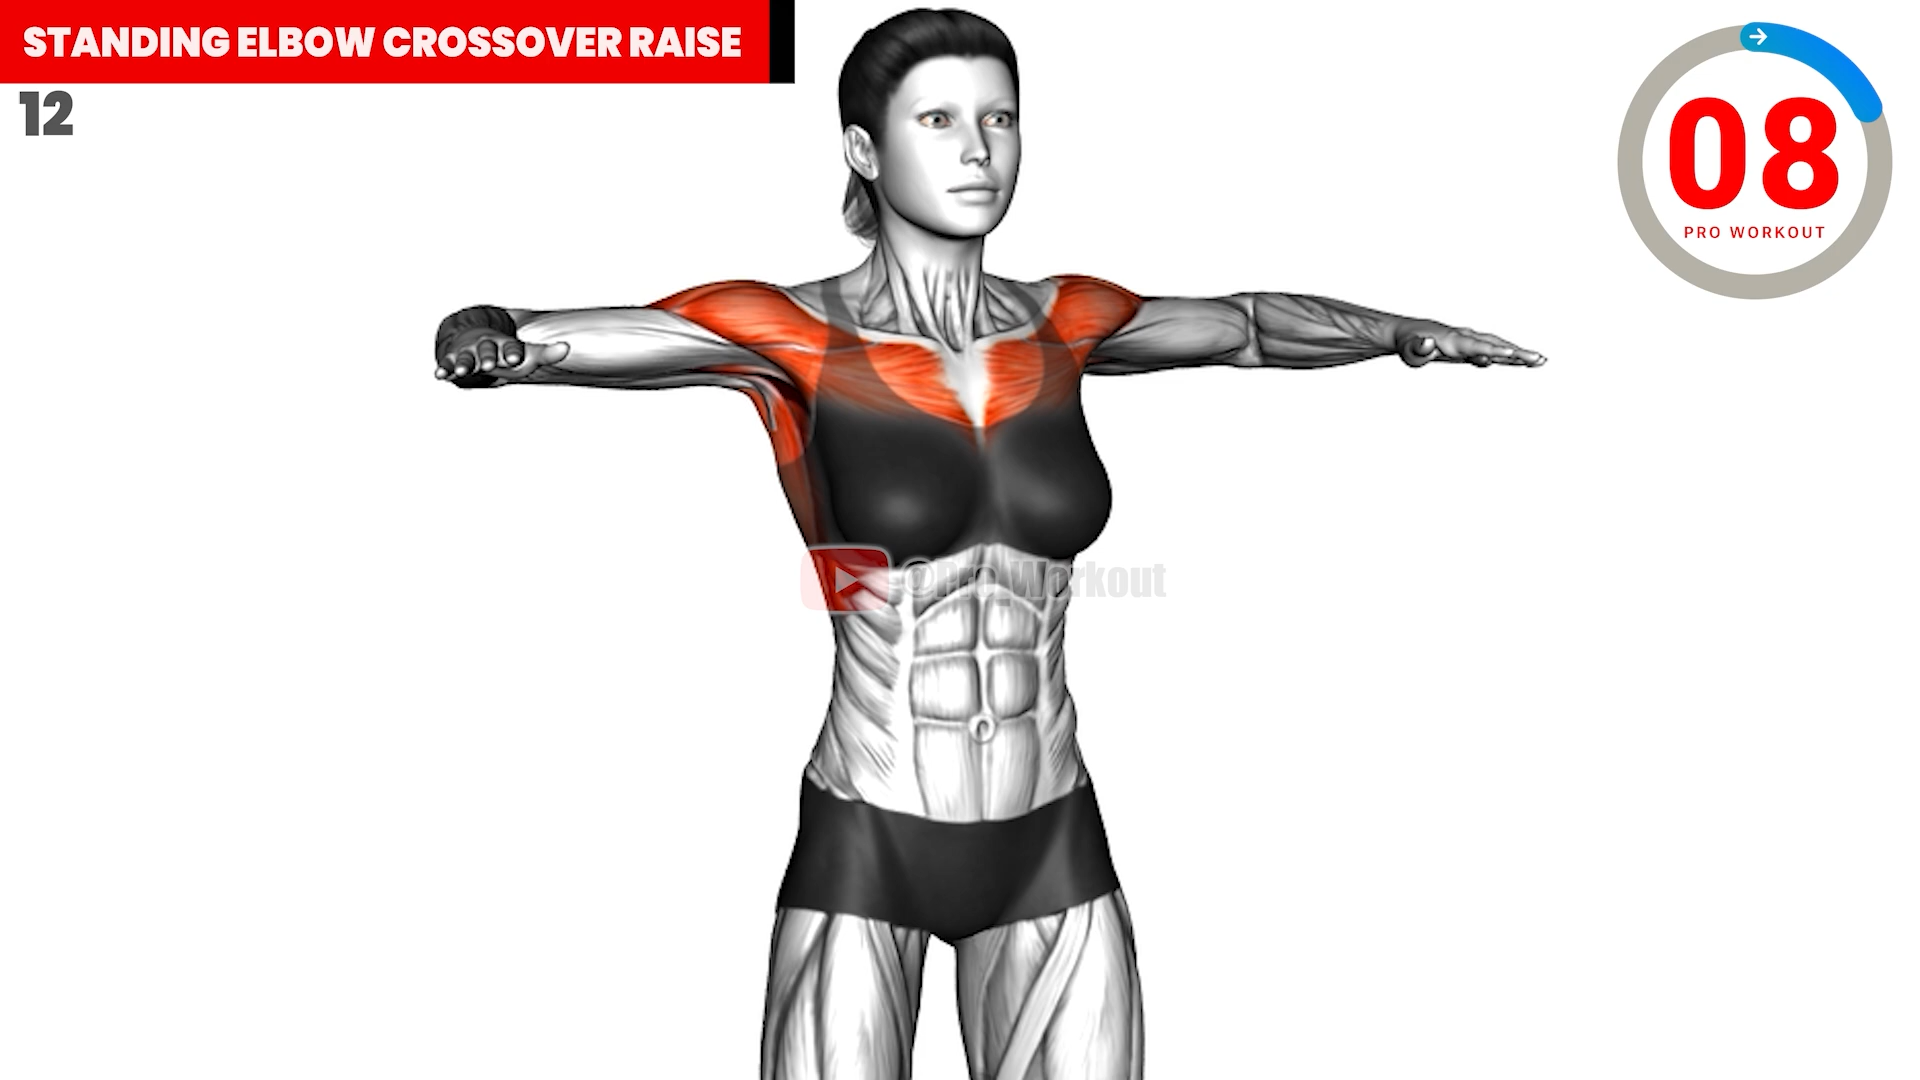 STANDING ELBOW CROSSOVER RAISE
12
08
PRO WORKOUT
@Pro_Workout